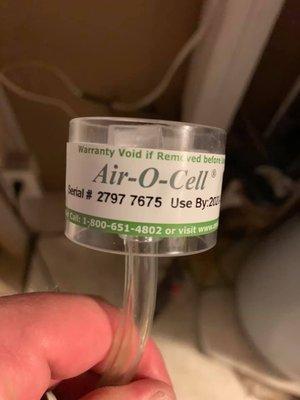 Warranty Void if Removed before
Air-O-Cell®
Serial # 2797 7675 Use By:
Call: 1-800-651-4802 or visit